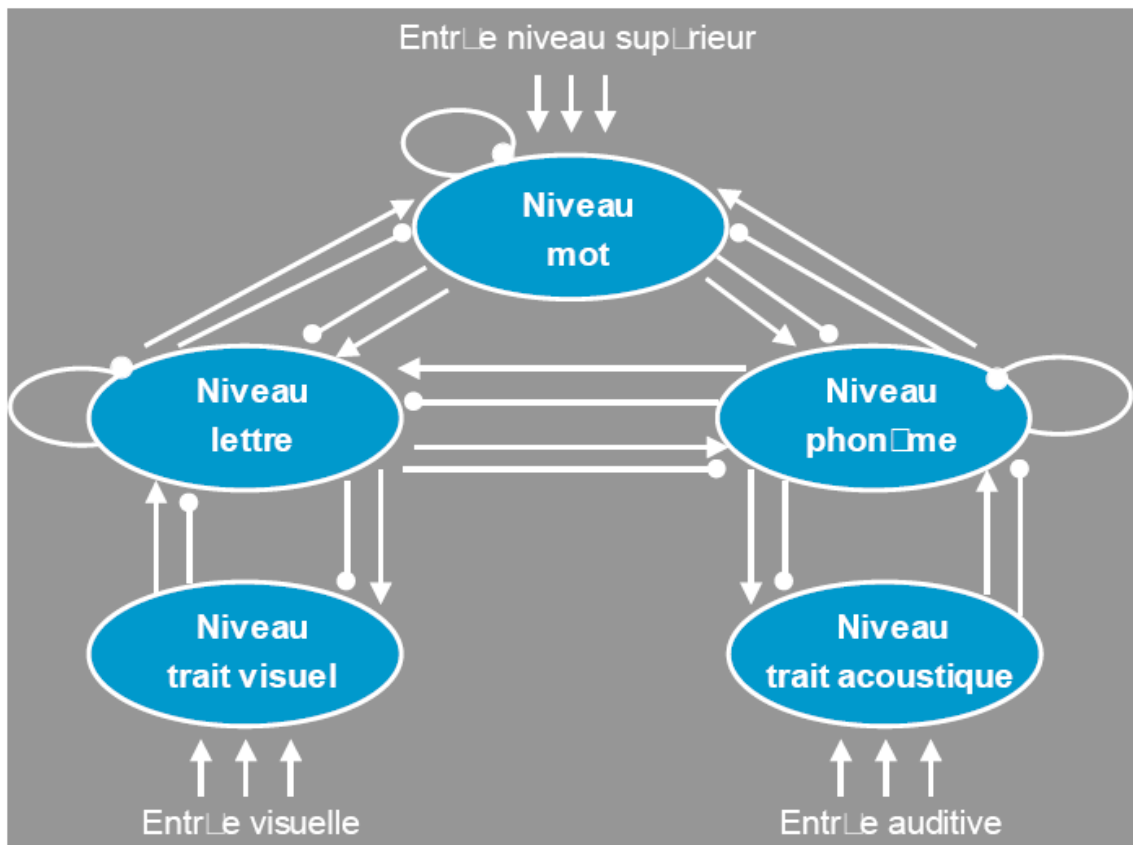 Entr□e niveau sup□rieur
Niveau
mot
Niveau
lettre
Niveau
phon□me
Niveau
trait visuel
Niveau
trait acoustique
Entr□e visuelle
Entr□e auditive